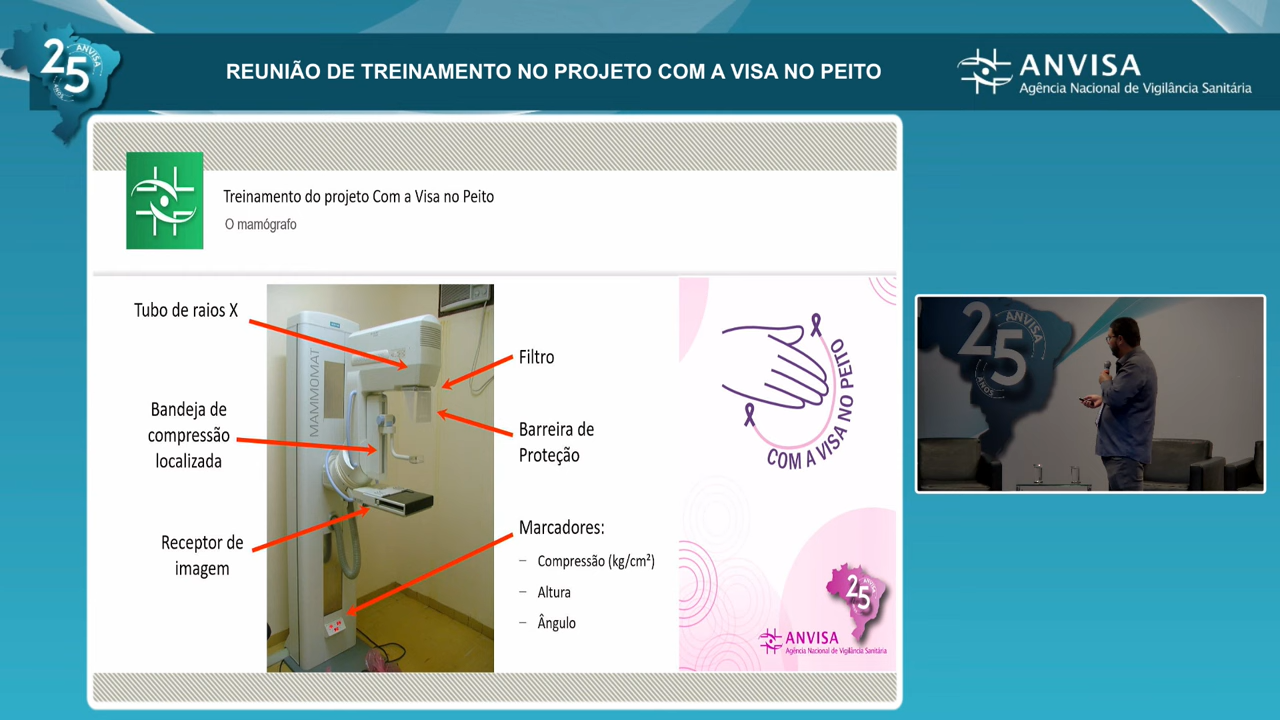 25
ANVISA
ANOS
REUNIÃO DE TREINAMENTO NO PROJETO COM A VISA NO PEITO
ANVISA
Agência Nacional de Vigilância Sanitária
Treinamento do projeto Com a Visa no Peito
O mamógrafo
Tubo de raios X
Bandeja de
compressão
localizada
Receptor de
imagem
MAMMOMAT
Filtro
Barreira de
Proteção
Marcadores:
– Compressão (kg/cm²)
– Altura
– Ângulo
COM A VISA NO PEITO
25
ANVISA
Agência Nacional de Vigilância Sanitária
25
ANVISA
ANOS